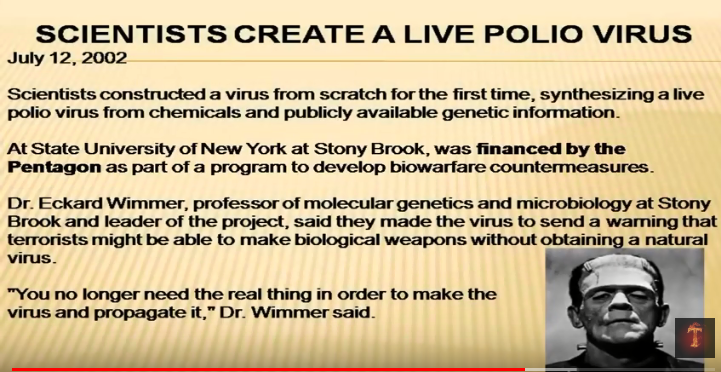 SCIENTISTS CREATE A LIVE POLIO VIRUS
July 12, 2002
Scientists constructed a virus from scratch for the first time, synthesizing a live
polio virus from chemicals and publicly available genetic information.
At State University of New York at Stony Brook, was financed by the
Pentagon as part of a program to develop biowarfare countermeasures.
Dr. Eckard Wimmer, professor of molecular genetics and microbiology at Stony
Brook and leader of the project, said they made the virus to send a warning that
terrorists might be able to make biological weapons without obtaining a natural
virus.
"You no longer need the real thing in order to make the
virus and propagate it," Dr. Wimmer said.